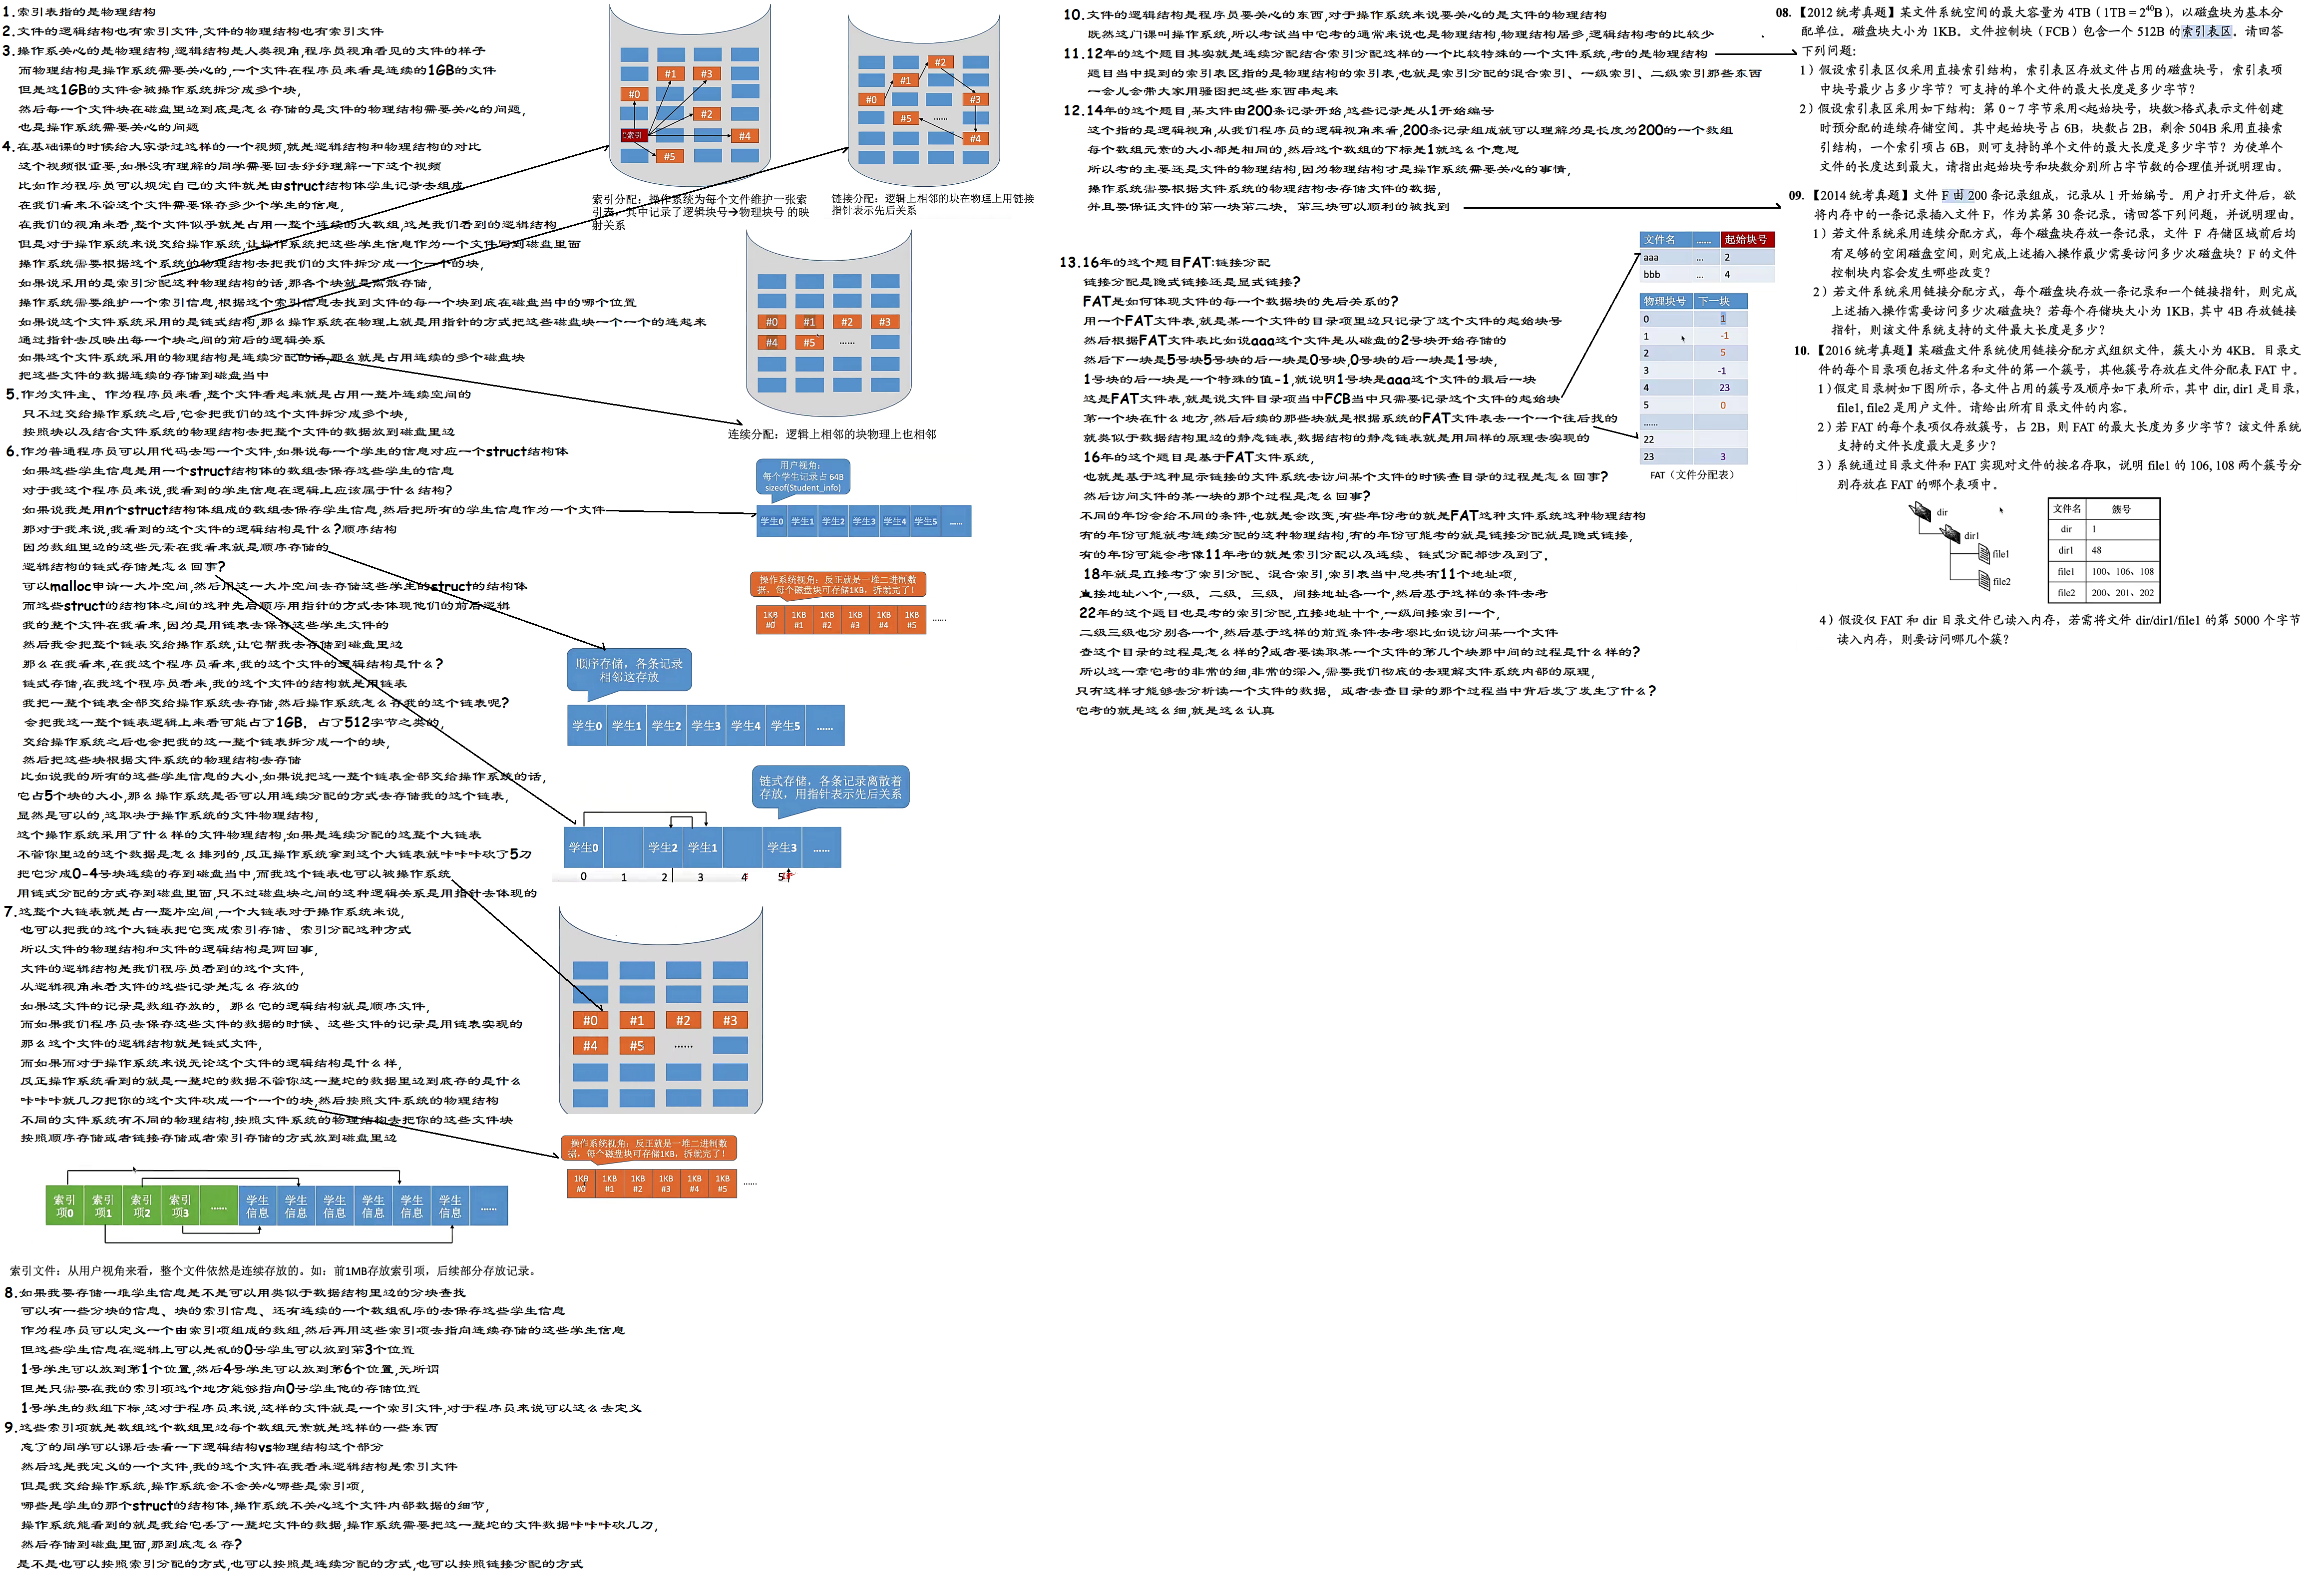 1.索引表指的是物理结构
2.文件的逻辑结构也有索引文件,文件的物理结构也有索引文件
3.操作系关心的是物理结构,逻辑结构是人类视角,程序员视角看见的文件的样子
而物理结构是操作系统需要关心的,一个文件在程序员来看是连续的1GB的文件
但是这1GB的文件会被操作系统拆分成多个块,
然后每一个文件块在磁盘里边到底是怎么存储的是文件的物理结构需要关心的问题,
也是操作系统需要关心的问题
4.在基础课的时候给大家录过这样的一个视频,就是逻辑结构和物理结构的对比
这个视频很重要,如果没有理解的同学需要回去好好理解一下这个视频
比如作为程序员可以规定自己的文件就是由struct结构体学生记录去组成
在我们看来不管这个文件需要保存多少个学生的信息,
在我们的视角来看,整个文件似乎就是占用一整个连续的大数组,这是我们看到的逻辑结构
但是对于操作系统来说交给操作系统,让操作系统把这些学生信息作为一个文件写到磁盘里面
操作系统需要根据这个系统的物理结构去把我们的文件拆分成一个一个的块,
如果说采用的是索引分配这种物理结构的话,那各个块就是离散存储,
操作系统需要维护一个索引信息,根据这个索引信息去找到文件的每一个块到底在磁盘当中的哪个位置
如果说这个文件系统采用的是链式结构,那么操作系统在物理上就是用指针的方式把这些磁盘块一个一个的连起来
通过指针去反映出每一个块之间的前后的逻辑关系
如果这个文件系统采用的物理结构是连续分配的话,那么就是占用连续的多个磁盘块
把这些文件的数据连续的存储到磁盘当中
5.作为文件主、作为程序员来看,整个文件看起来就是占用一整片连续空间的
只不过交给操作系统之后,它会把我们的这个文件拆分成多个块,
按照块以及结合文件系统的物理结构去把整个文件的数据放到磁盘里边
6.作为普通程序员可以用代码去写一个文件,如果说每一个学生的信息对应一个struct结构体
如果这些学生信息是用一个struct结构体的数组去保存这些学生的信息
对于我这个程序员来说,我看到的学生信息在逻辑上应该属于什么结构?
如果说我是用n个struct结构体组成的数组去保存学生信息,然后把所有的学生信息作为一个文件
那对于我来说,我看到的这个文件的逻辑结构是什么?顺序结构
因为数组里边的这些元素在我看来就是顺序存储的
逻辑结构的链式存储是怎么回事?
可以malloc申请一大片空间,然后用这一大片空间去存储这些学生的struct的结构体
而这些struct的结构体之间的这种先后顺序用指针的方式去体现他们的前后逻辑
我的整个文件在我看来,因为是用链表去保存这些学生文件的
然后我会把整个链表交给操作系统,让它帮我去存储到磁盘里边
那么在我看来,在我这个程序员看来,我的这个文件的逻辑结构是什么?
链式存储,在我这个程序员看来,我的这个文件的结构就是用链表
我把一整个链表全部交给操作系统去存储,然后操作系统怎么存我的这个链表呢?
会把我这一整个链表逻辑上来看可能占了1GB，占了512字节之类的,
交给操作系统之后也会把我的这一整个链表拆分成一个的块,
然后把这些块根据文件系统的物理结构去存储
比如说我的所有的这些学生信息的大小,如果说把这一整个链表全部交给操作系统的话,
它占5个块的大小,那么操作系统是否可以用连续分配的方式去存储我的这个链表,
显然是可以的,这取决于操作系统的文件物理结构,
这个操作系统采用了什么样的文件物理结构,如果是连续分配的这整个大链表
不管你里边的这个数据是怎么排列的,反正操作系统拿到这个大链表就咔咔咔砍了5刀
把它分成0-4号块连续的存到磁盘当中,而我这个链表也可以被操作系统
用链式分配的方式存到磁盘里面,只不过磁盘块之间的这种逻辑关系是用指针去体现的
7.这整个大链表就是占一整片空间,一个大链表对于操作系统来说,
也可以把我的这个大链表把它变成索引存储、索引分配这种方式
所以文件的物理结构和文件的逻辑结构是两回事,
文件的逻辑结构是我们程序员看到的这个文件,
从逻辑视角来看文件的这些记录是怎么存放的
如果这文件的记录是数组存放的，那么它的逻辑结构就是顺序文件,
而如果我们程序员去保存这些文件的数据的时候、这些文件的记录是用链表实现的
那么这个文件的逻辑结构就是链式文件,
而如果而对于操作系统来说无论这个文件的逻辑结构是什么样,
反正操作系统看到的就是一整坨的数据不管你这一整坨的数据里边到底存的是什么
咔咔咔就几刀把你的这个文件砍成一个一个的块,然后按照文件系统的物理结构
不同的文件系统有不同的物理结构,按照文件系统的物理结构去把你的这些文件块
按照顺序存储或者链接存储或者索引存储的方式放到磁盘里边
索引项0 索引项1 索引项2 索引项3 …… 学生信息 学生信息 学生信息 学生信息 学生信息 学生信息 ……
索引文件：从用户视角来看，整个文件依然是连续存放的。如：前1MB存放索引项，后续部分存放记录。
8.如果我要存储一堆学生信息是不是可以用类似于数据结构里边的分块查找
可以有一些分块的信息、块的索引信息、还有连续的一个数组乱序的去保存这些学生信息
作为程序员可以定义一个由索引项组成的数组,然后再用这些索引项去指向连续存储的这些学生信息
但这些学生信息在逻辑上可以是乱的0号学生可以放到第3个位置
1号学生可以放到第1个位置,然后4号学生可以放到第6个位置,无所谓
但是只需要在我的索引项这个地方能够指向0号学生他的存储位置
1号学生的数组下标,这对于程序员来说,这样的文件就是一个索引文件,对于程序员来说可以这么去定义
9.这些索引项就是数组这个数组里边每个数组元素就是这样的一些东西
忘了的同学可以课后去看一下逻辑结构vs物理结构这个部分
然后这是我定义的一个文件,我的这个文件在我看来逻辑结构是索引文件
但是我交给操作系统,操作系统会不会关心哪些是索引项,
哪些是学生的那个struct的结构体,操作系统不关心这个文件内部数据的细节,
操作系统能看到的就是我给它丢了一整坨文件的数据,操作系统需要把这一整坨的文件数据咔咔咔砍几刀,
然后存储到磁盘里面,那到底怎么存?
是不是也可以按照索引分配的方式,也可以按照是连续分配的方式,也可以按照链接分配的方式
#1 #3
#0
#2
索引 #4
#5
索引分配：操作系统为每个文件维护一张索
引表，其中记录了逻辑块号→物理块号 的映
射关系
#2
#1
#0 #3
#5 ……
#4
链接分配：逻辑上相邻的块在物理上用链接
指针表示先后关系
#0 #1 #2 #3
#4 #5 ……
连续分配：逻辑上相邻的块物理上也相邻
用户视角：
每个学生记录占 64B
sizeof(Student_info)
学生0 学生1 学生2 学生3 学生4 学生5 ……
操作系统视角：反正就是一堆二进制数
据，每个磁盘块可存储1KB，拆就完了！
1KB #0 1KB #1 1KB #2 1KB #3 1KB #4 1KB #5 ……
顺序存储，各条记录
相邻这存放
学生0 学生1 学生2 学生3 学生4 学生5 ……
链式存储，各条记录离散着
存放，用指针表示先后关系
学生0 学生2 学生1 学生3 ……
0 1 2 3 4 5
#0 #1 #2 #3
#4 #5 ……
操作系统视角：反正就是一堆二进制数
据，每个磁盘块可存储1KB，拆就完了！
1KB #0 1KB #1 1KB #2 1KB #3 1KB #4 1KB #5 ……
10.文件的逻辑结构是程序员要关心的东西,对于操作系统来说要关心的是文件的物理结构
既然这门课叫操作系统,所以考试当中它考的通常来说也是物理结构,物理结构居多,逻辑结构考的比较少
11.12年的这个题目其实就是连续分配结合索引分配这样的一个比较特殊的一个文件系统,考的是物理结构
题目当中提到的索引表区指的是物理结构的索引表,也就是索引分配的混合索引、一级索引、二级索引那些东西
一会儿会带大家用骚图把这些东西串起来
12.14年的这个题目,某文件由200条记录开始,这些记录是从1开始编号
这个指的是逻辑视角,从我们程序员的逻辑视角来看,200条记录组成就可以理解为是长度为200的一个数组
每个数组元素的大小都是相同的,然后这个数组的下标是1就这么个意思
所以考的主要还是文件的物理结构,因为物理结构才是操作系统需要关心的事情,
操作系统需要根据文件系统的物理结构去存储文件的数据,
并且要保证文件的第一块第二块，第三块可以顺利的被找到
13.16年的这个题目FAT:链接分配
链接分配是隐式链接还是显式链接?
FAT是如何体现文件的每一个数据块的先后关系的?
用一个FAT文件表,就是某一个文件的目录项里边只记录了这个文件的起始块号
然后根据FAT文件表比如说aaa这个文件是从磁盘的2号块开始存储的
然后下一块是5号块5号块的后一块是0号块,0号块的后一块是1号块,
1号块的后一块是一个特殊的值-1,就说明1号块是aaa这个文件的最后一块
这是FAT文件表,就是说文件目录项当中FCB当中只需要记录这个文件的起始块
第一个块在什么地方,然后后续的那些块就是根据系统的FAT文件表去一个一个往后找的
就类似于数据结构里边的静态链表,数据结构的静态链表就是用同样的原理去实现的
16年的这个题目是基于FAT文件系统,
也就是基于这种显示链接的文件系统去访问某个文件的时候查目录的过程是怎么回事?
然后访问文件的某一块的那个过程是怎么回事?
不同的年份会给不同的条件,也就是会改变,有些年份考的就是FAT这种文件系统这种物理结构
有的年份可能就考连续分配的这种物理结构,有的年份可能考的就是链接分配就是隐式链接,
有的年份可能会考像11年考的就是索引分配以及连续、链式分配都涉及到了,
18年就是直接考了索引分配、混合索引,索引表当中总共有11个地址项,
直接地址八个,一级，二级，三级，间接地址各一个,然后基于这样的条件去考
22年的这个题目也是考的索引分配,直接地址十个,一级间接索引一个,
二级三级也分别各一个,然后基于这样的前置条件去考察比如说访问某一个文件
查这个目录的过程是怎么样的?或者要读取某一个文件的第几个块那中间的过程是什么样的?
所以这一章它考的非常的细,非常的深入,需要我们彻底的去理解文件系统内部的原理,
只有这样才能够去分析读一个文件的数据，或者去查目录的那个过程当中背后发了发生了什么?
它考的就是这么细,就是这么认真
文件名 …… 起始块号
aaa … 2
bbb … 4
物理块号 下一块
0 1
1 -1
2 5
3 -1
4 23
5 0
……
22
23 3
FAT（文件分配表）
08. 【2012 统考真题】某文件系统空间的最大容量为 4TB（1TB = 2⁴⁰B），以磁盘块为基本分
配单位。磁盘块大小为 1KB。文件控制块（FCB）包含一个 512B 的索引表区。请回答
下列问题：
1）假设索引表区仅采用直接索引结构，索引表区存放文件占用的磁盘块号，索引表项
中块号最少占多少字节？可支持的单个文件的最大长度是多少字节？
2）假设索引表区采用如下结构：第 0～7 字节采用<起始块号，块数>格式表示文件创建
时预分配的连续存储空间。其中起始块号占 6B，块数占 2B，剩余 504B 采用直接索
引结构，一个索引项占 6B，则可支持的单个文件的最大长度是多少字节？为使单个
文件的长度达到最大，请指出起始块号和块数分别所占字节数的合理值并说明理由。
09. 【2014 统考真题】文件 F 由 200 条记录组成，记录从 1 开始编号。用户打开文件后，欲
将内存中的一条记录插入文件 F，作为其第 30 条记录。请回答下列问题，并说明理由。
1）若文件系统采用连续分配方式，每个磁盘块存放一条记录，文件 F 存储区域前后均
有足够的空闲磁盘空间，则完成上述插入操作最少需要访问多少次磁盘块？F 的文件
控制块内容会发生哪些改变？
2）若文件系统采用链接分配方式，每个磁盘块存放一条记录和一个链接指针，则完成
上述插入操作需要访问多少次磁盘块？若每个存储块大小为 1KB，其中 4B 存放链接
指针，则该文件系统支持的文件最大长度是多少？
10. 【2016 统考真题】某磁盘文件系统使用链接分配方式组织文件，簇大小为 4KB。目录文
件的每个目录项包括文件名和文件的第一个簇号，其他簇号存放在文件分配表 FAT 中。
1）假定目录树如下图所示，各文件占用的簇号及顺序如下表所示，其中 dir, dir1 是目录，
file1, file2 是用户文件。请给出所有目录文件的内容。
2）若 FAT 的每个表项仅存放簇号，占 2B，则 FAT 的最大长度为多少字节？该文件系统
支持的文件长度最大是多少？
3）系统通过目录文件和 FAT 实现对文件的按名存取，说明 file1 的 106, 108 两个簇号分
别存放在 FAT 的哪个表项中。
dir
dir1
file1
file2
文件名 簇号
dir 1
dir1 48
file1 100、106、108
file2 200、201、202
4）假设仅 FAT 和 dir 目录文件已读入内存，若需将文件 dir/dir1/file1 的第 5000 个字节
读入内存，则要访问哪几个簇？